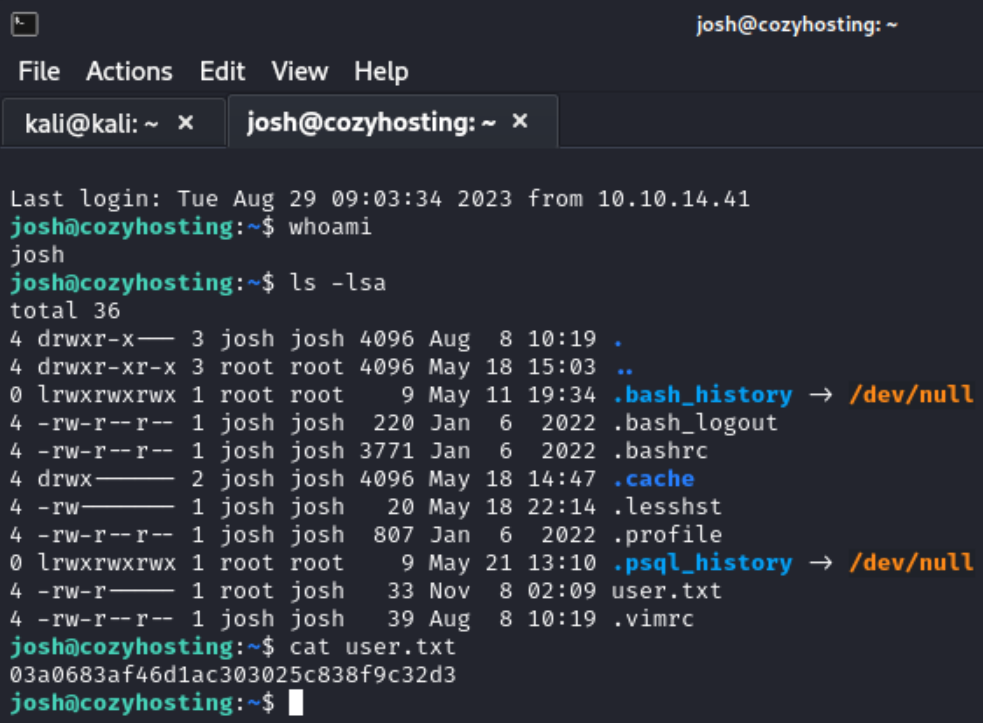 josh@cozyhosting: ~
File Actions Edit View Help
kali@kali: ~ × josh@cozyhosting: ~ ×
Last login: Tue Aug 29 09:03:34 2023 from 10.10.14.41
josh@cozyhosting:~$ whoami
josh
josh@cozyhosting:~$ ls -lsa
total 36
4 drwxr-x--- 3 josh josh 4096 Aug  8 10:19 .
4 drwxr-xr-x 3 root root 4096 May 18 15:03 ..
0 lrwxrwxrwx 1 root root    9 May 11 19:34 .bash_history -> /dev/null
4 -rw-r--r-- 1 josh josh  220 Jan  6  2022 .bash_logout
4 -rw-r--r-- 1 josh josh 3771 Jan  6  2022 .bashrc
4 drwx------ 2 josh josh 4096 May 18 14:47 .cache
4 -rw------- 1 josh josh   20 May 18 22:14 .lesshst
4 -rw-r--r-- 1 josh josh  807 Jan  6  2022 .profile
0 lrwxrwxrwx 1 root root    9 May 21 13:10 .psql_history -> /dev/null
4 -rw-r----- 1 root josh   33 Nov  8 02:09 user.txt
4 -rw-r--r-- 1 josh josh   39 Aug  8 10:19 .vimrc
josh@cozyhosting:~$ cat user.txt
03a0683af46d1ac303025c838f9c32d3
josh@cozyhosting:~$